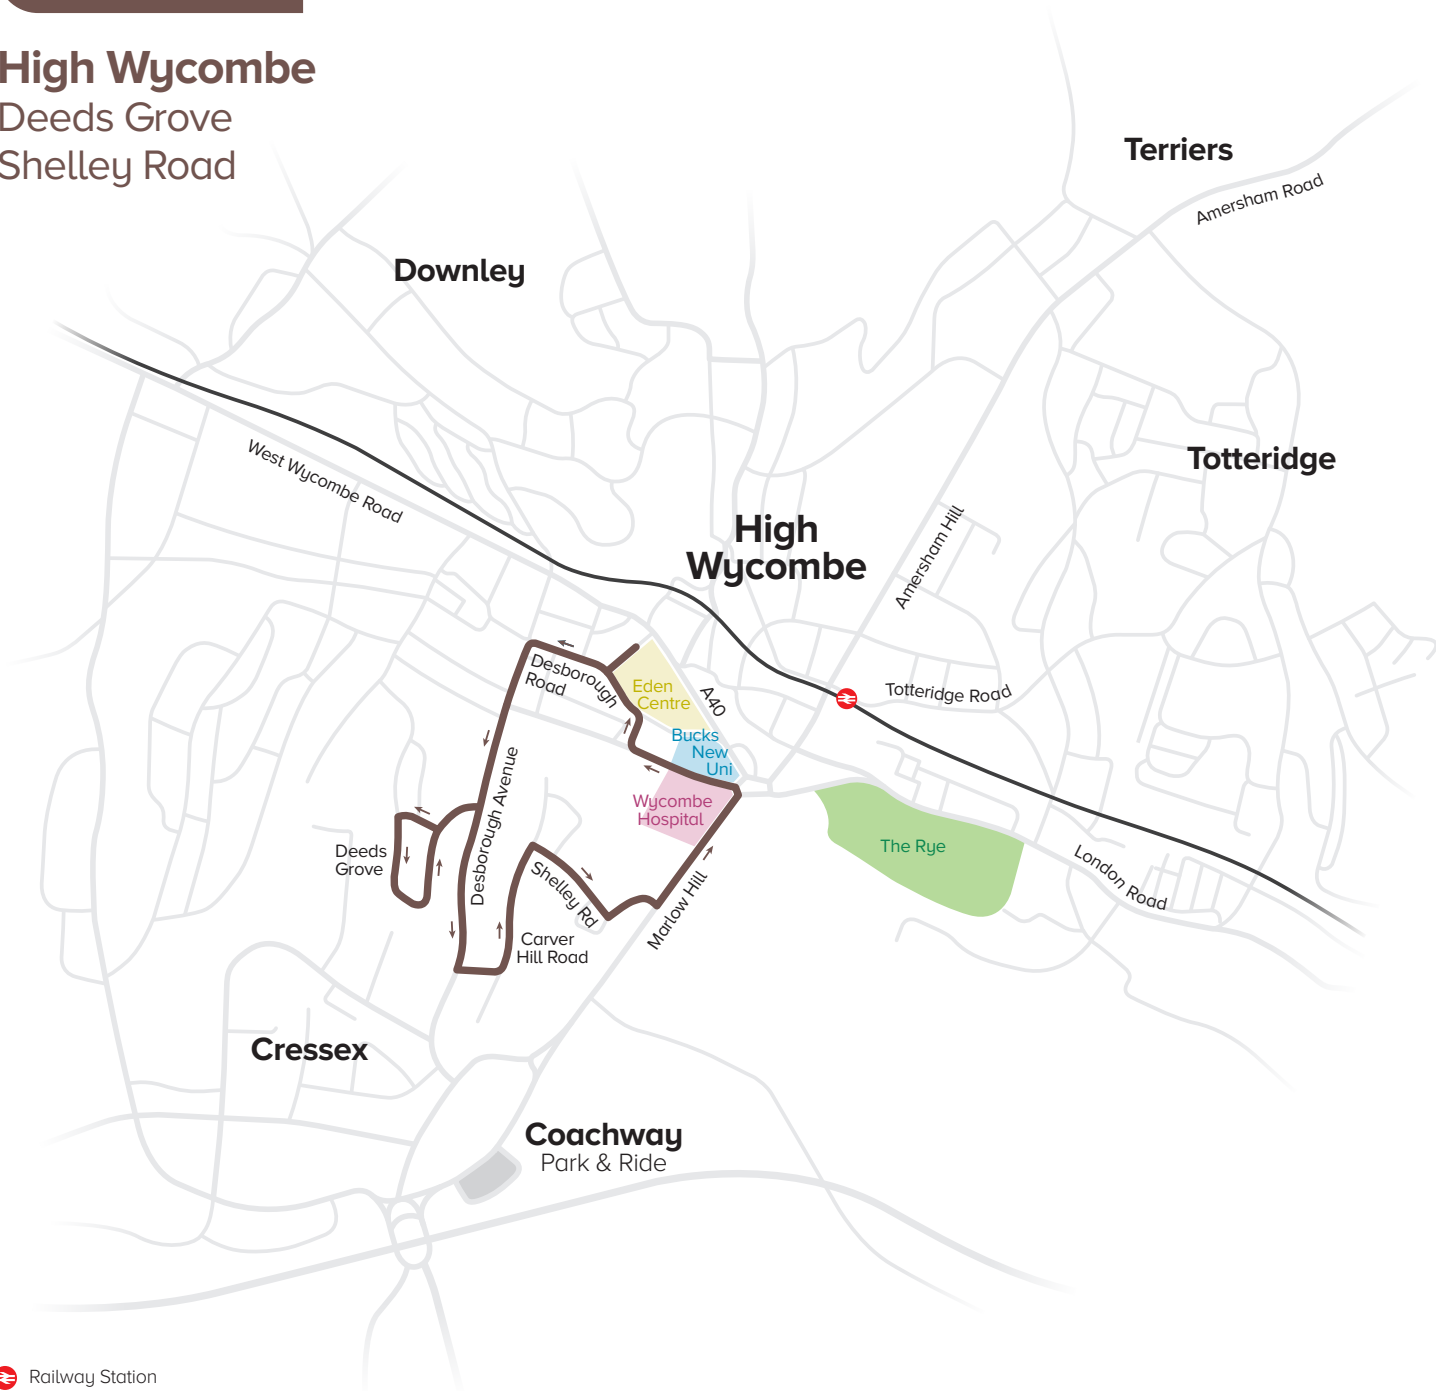 High Wycombe
Deeds Grove
Shelley Road
Terriers
Amersham Road
Downley
Totteridge
West Wycombe Road
High
Wycombe
Amersham Hill
Desborough
Road
Eden
Centre
A40
Totteridge Road
Bucks
New
Uni
Desborough Avenue
Wycombe
Hospital
The Rye
Deeds
Grove
London Road
Shelley Rd
Marlow Hill
Carver
Hill Road
Cressex
Coachway
Park & Ride
Railway Station